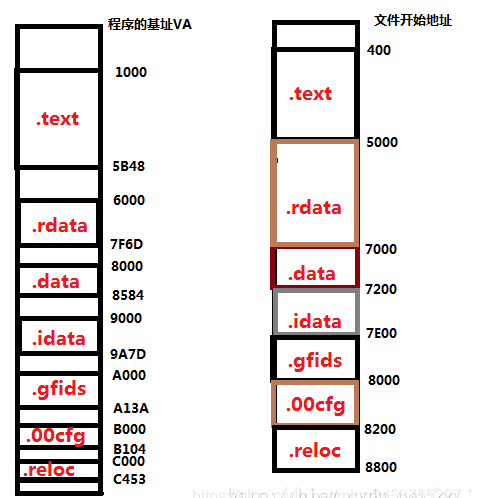 程序的基址VA
1000
.text
5B48
6000
.rdata
7F6D
8000
.data
8584
9000
.idata
9A7D
A000
.gfids
A13A
B000
.00cfg
B104
C000
.reloc
C453
文件开始地址
400
.text
5000
.rdata
7000
.data
7200
.idata
7E00
.gfids
8000
.00cfg
8200
.reloc
8800